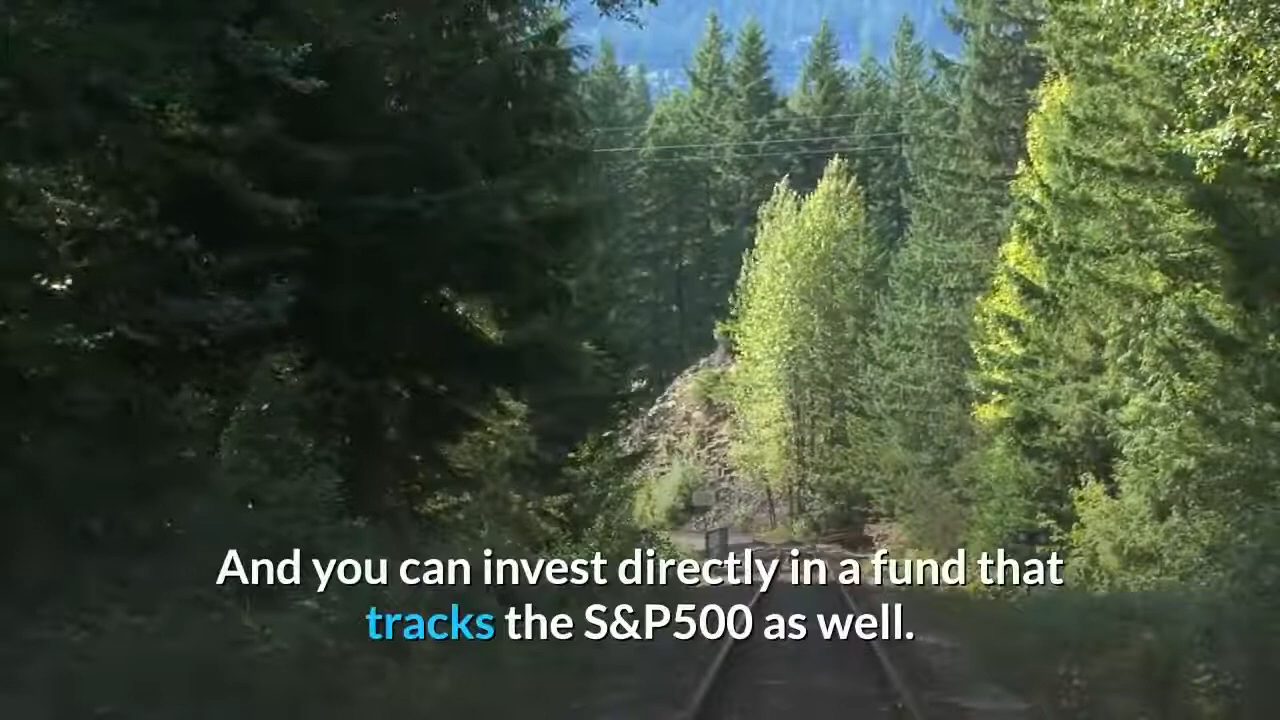 And you can invest directly in a fund that
tracks the S&P500 as well.